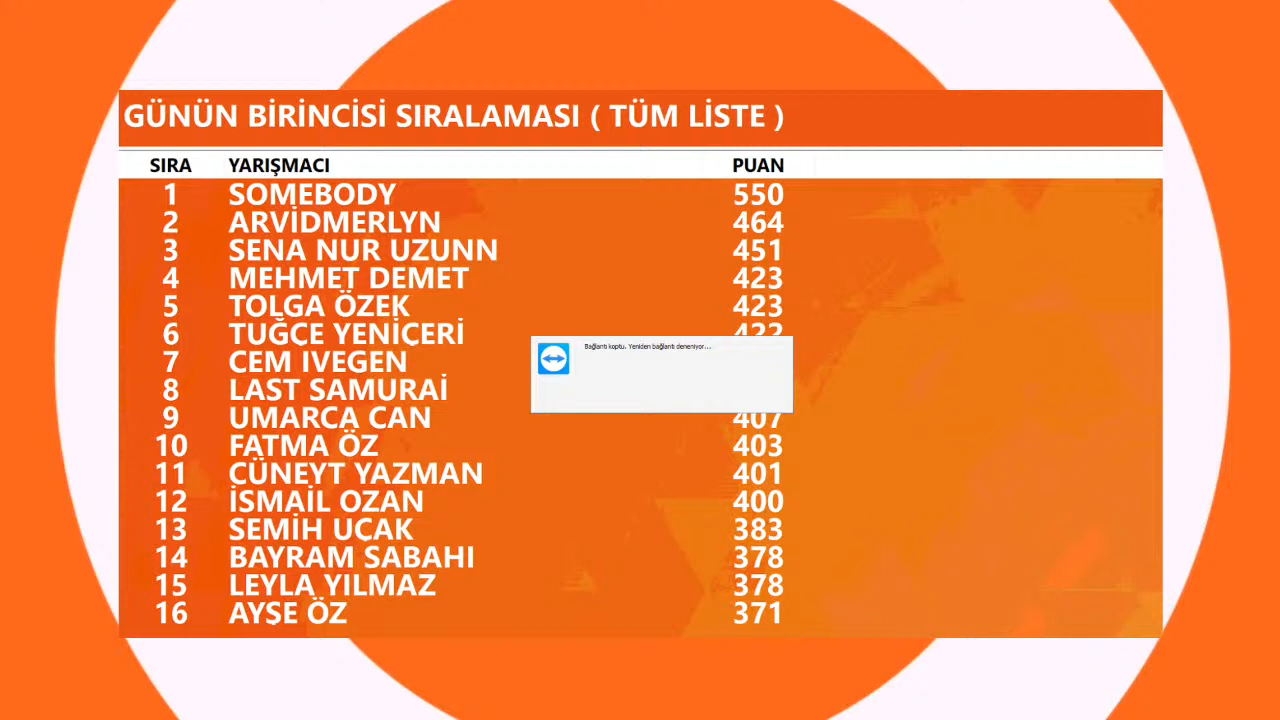 GÜNÜN BİRİNCİSİ SIRALAMASI ( TÜM LİSTE )
SIRA YARIŞMACI PUAN
1 SOMEBODY 550
2 ARVİDMERLYN 464
3 SENA NUR UZUNN 451
4 MEHMET DEMET 423
5 TOLGA ÖZEK 423
6 TUĞÇE YENİÇERİ 422
Bağlantı koptu. Yeniden bağlantı deneniyor...
7 CEM IVEGEN
8 LAST SAMURAİ
9 UMARCA CAN 407
10 FATMA ÖZ 403
11 CÜNEYT YAZMAN 401
12 İSMAİL OZAN 400
13 SEMİH UÇAK 383
14 BAYRAM SABAHI 378
15 LEYLA YILMAZ 378
16 AYŞE ÖZ 371